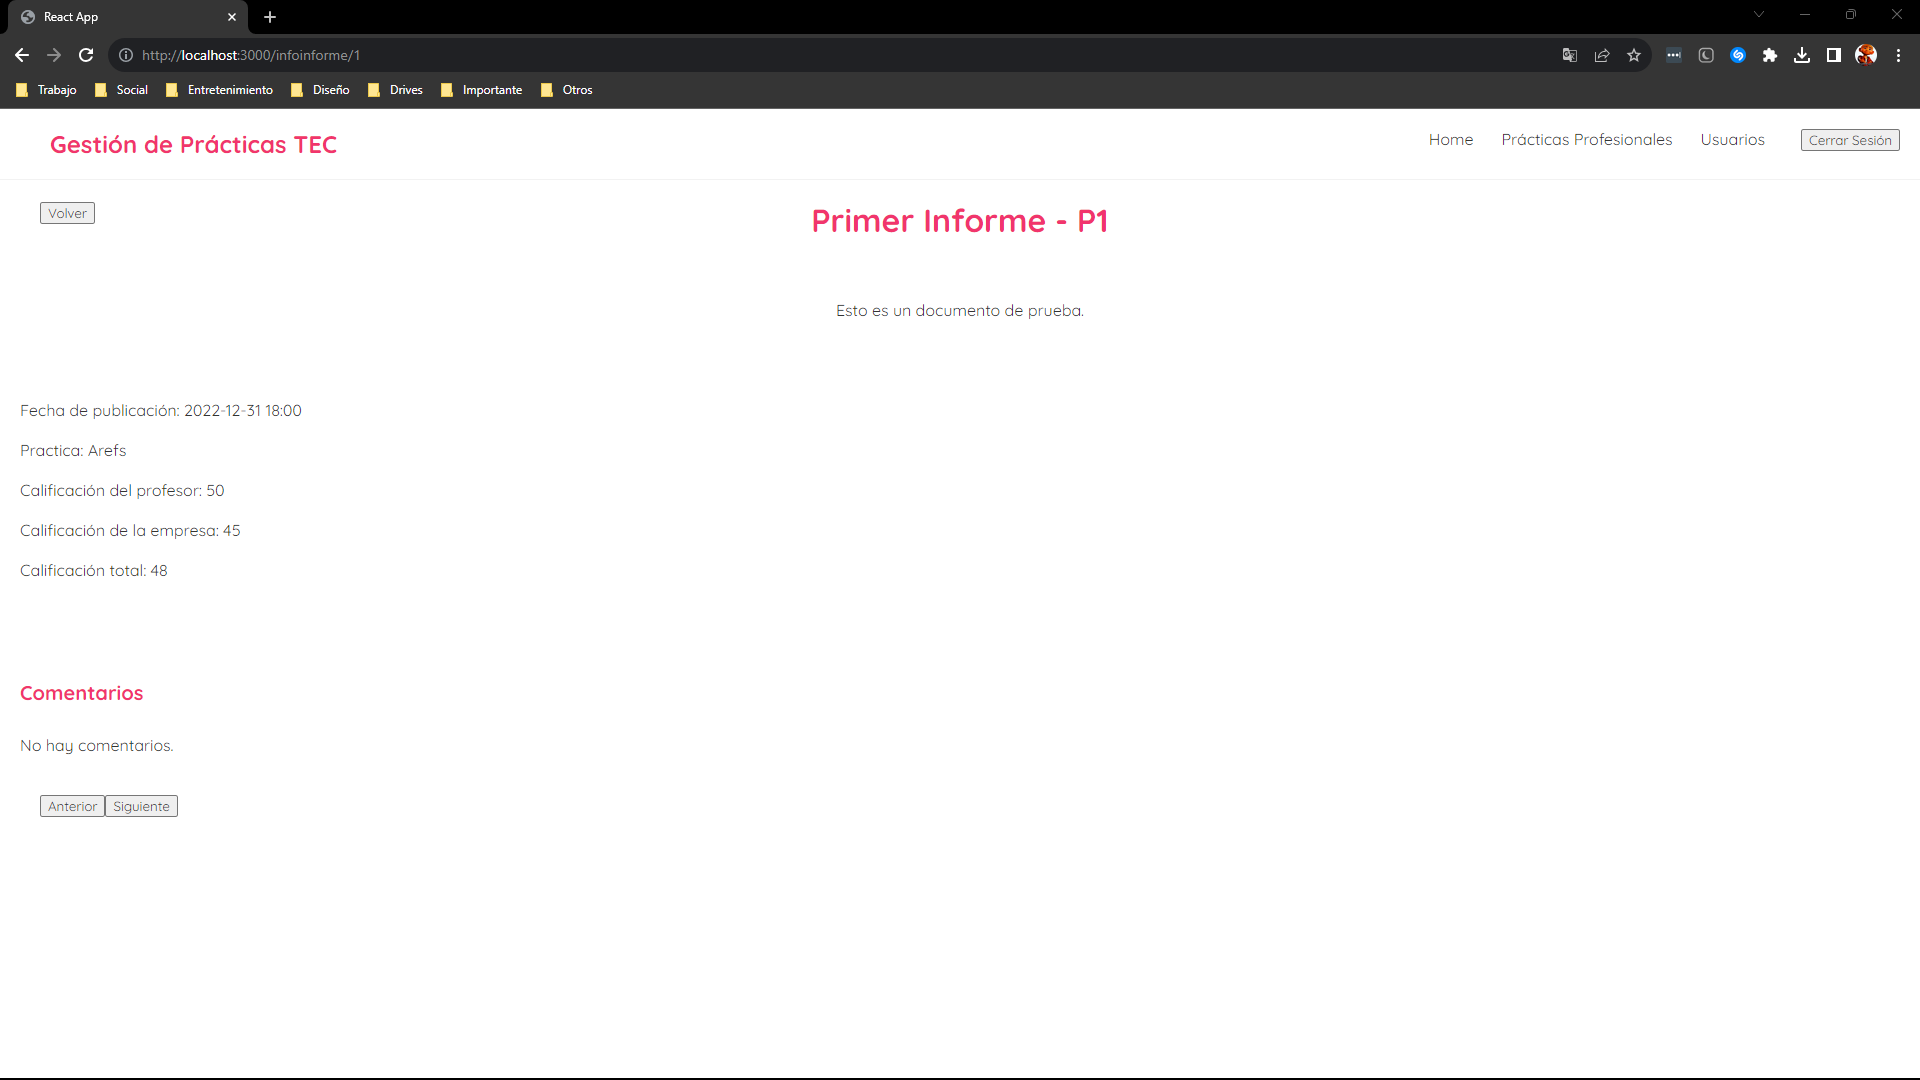 React App
http://localhost:3000/infoinforme/1
Trabajo Social Entretenimiento Diseño Drives Importante Otros
Gestión de Prácticas TEC
Home Prácticas Profesionales Usuarios Cerrar Sesión
Volver
Primer Informe - P1
Esto es un documento de prueba.
Fecha de publicación: 2022-12-31 18:00
Practica: Arefs
Calificación del profesor: 50
Calificación de la empresa: 45
Calificación total: 48
Comentarios
No hay comentarios.
Anterior Siguiente